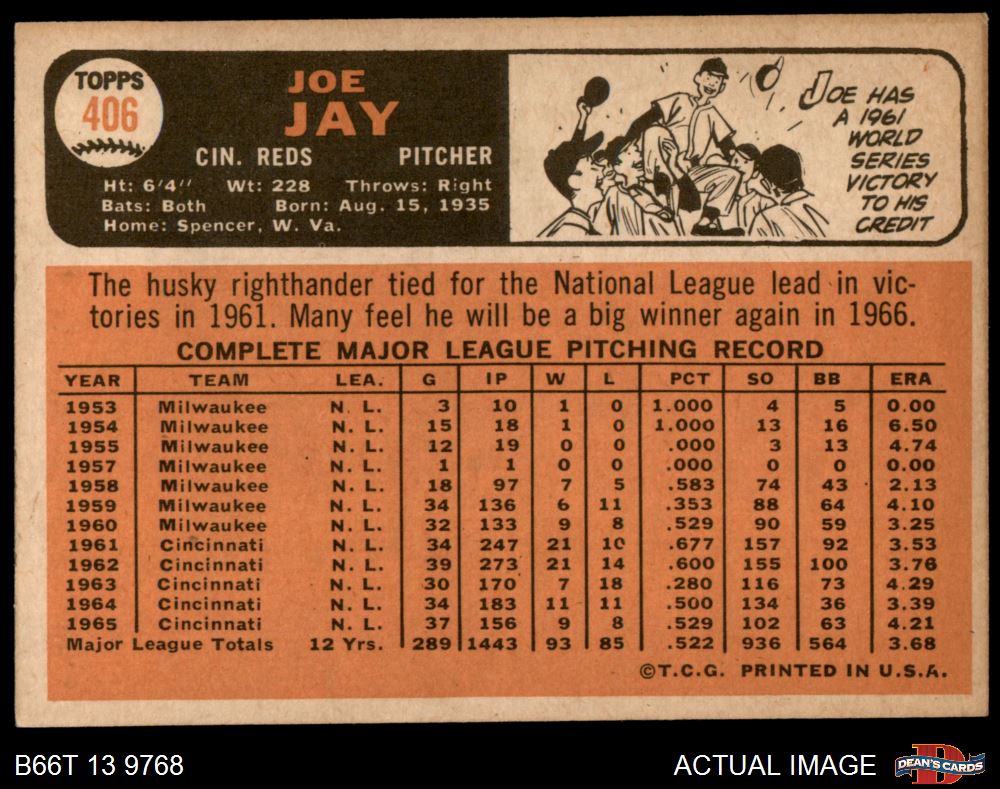 TOPPS
406
JOE
JAY
CIN. REDS PITCHER
Ht: 6'4" Wt: 228 Throws: Right
Bats: Both Born: Aug. 15, 1935
Home: Spencer, W. Va.
JOE HAS
A 1961
WORLD
SERIES
VICTORY
TO HIS
CREDIT
The husky righthander tied for the National League lead in vic-
tories in 1961. Many feel he will be a big winner again in 1966.
COMPLETE MAJOR LEAGUE PITCHING RECORD
YEAR TEAM LEA. G IP W L PCT SO BB ERA
1953 Milwaukee N. L. 3 10 1 0 1.000 4 5 0.00
1954 Milwaukee N. L. 15 18 1 0 1.000 13 16 6.50
1955 Milwaukee N. L. 12 19 0 0 .000 3 13 4.74
1957 Milwaukee N. L. 1 1 0 0 .000 0 0 0.00
1958 Milwaukee N. L. 18 97 7 5 .583 74 43 2.13
1959 Milwaukee N. L. 34 136 6 11 .353 88 64 4.10
1960 Milwaukee N. L. 32 133 9 8 .529 90 59 3.25
1961 Cincinnati N. L. 34 247 21 10 .677 157 92 3.53
1962 Cincinnati N. L. 39 273 21 14 .600 155 100 3.76
1963 Cincinnati N. L. 30 170 7 18 .280 116 73 4.29
1964 Cincinnati N. L. 34 183 11 11 .500 134 36 3.39
1965 Cincinnati N. L. 37 156 9 8 .529 102 63 4.21
Major League Totals 12 Yrs. 289 1443 93 85 .522 936 564 3.68
©T.C.G. PRINTED IN U.S.A.
B66T 13 9768 ACTUAL IMAGE DEAN'S CARDS